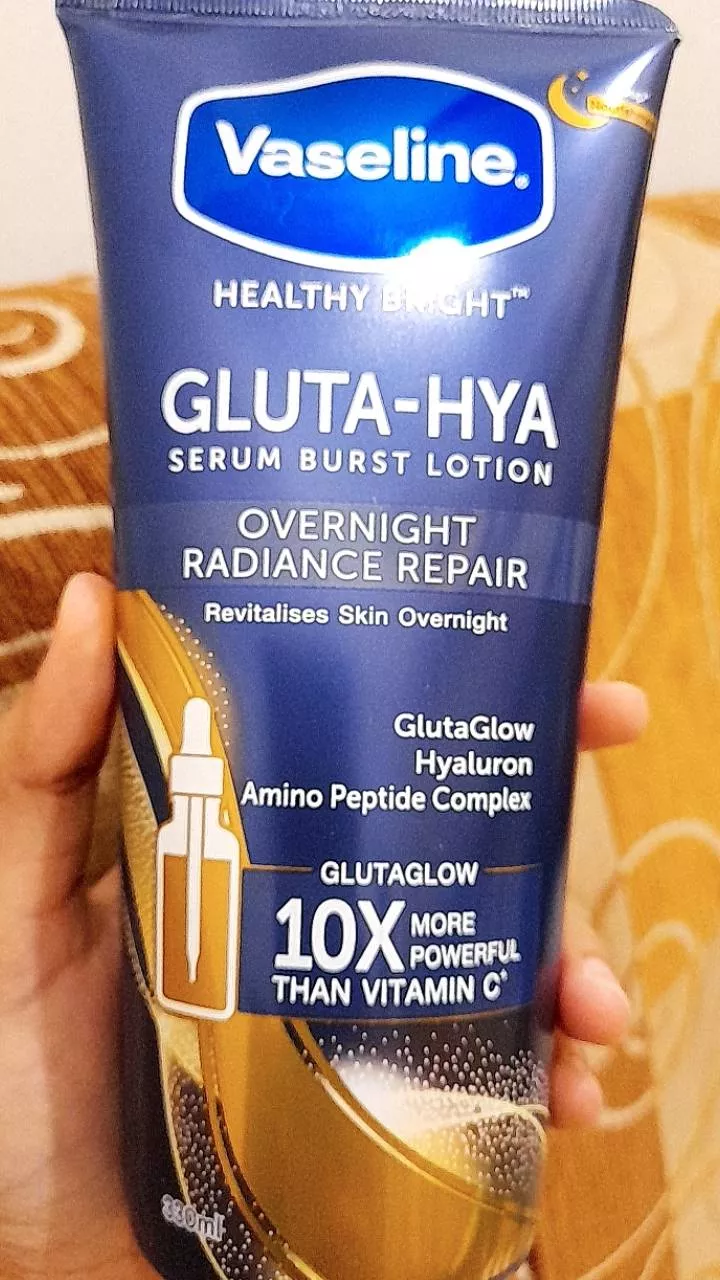 Vaseline®
HEALTHY BRIGHT™
GLUTA-HYA
SERUM BURST LOTION
OVERNIGHT
RADIANCE REPAIR
Revitalises Skin Overnight
GlutaGlow
Hyaluron
Amino Peptide Complex
GLUTAGLOW
10X MORE
POWERFUL
THAN VITAMIN C*
330ml